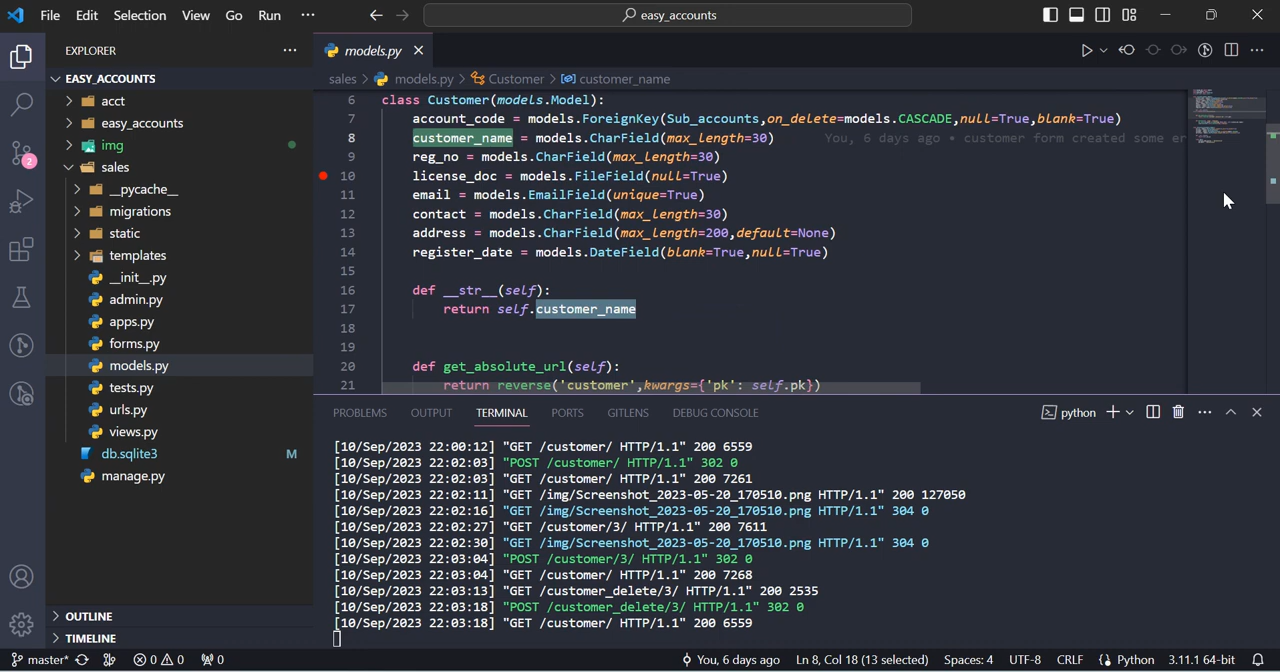 File Edit Selection View Go Run ··· easy_accounts
EXPLORER ···
EASY_ACCOUNTS
acct
easy_accounts
img
sales
__pycache__
migrations
static
templates
__init__.py
admin.py
apps.py
forms.py
models.py
tests.py
urls.py
views.py
db.sqlite3 M
manage.py
OUTLINE
TIMELINE
2
models.py
sales > models.py > Customer > customer_name
6 class Customer(models.Model):
7 account_code = models.ForeignKey(Sub_accounts,on_delete=models.CASCADE,null=True,blank=True)
8 customer_name = models.CharField(max_length=30) You, 6 days ago • customer form created some er
9 reg_no = models.CharField(max_length=30)
10 license_doc = models.FileField(null=True)
11 email = models.EmailField(unique=True)
12 contact = models.CharField(max_length=30)
13 address = models.CharField(max_length=200,default=None)
14 register_date = models.DateField(blank=True,null=True)
15
16 def __str__(self):
17 return self.customer_name
18
19
20 def get_absolute_url(self):
21 return reverse('customer',kwargs={'pk': self.pk})
PROBLEMS OUTPUT TERMINAL PORTS GITLENS DEBUG CONSOLE python
[10/Sep/2023 22:00:12] "GET /customer/ HTTP/1.1" 200 6559
[10/Sep/2023 22:02:03] "POST /customer/ HTTP/1.1" 302 0
[10/Sep/2023 22:02:03] "GET /customer/ HTTP/1.1" 200 7261
[10/Sep/2023 22:02:11] "GET /img/Screenshot_2023-05-20_170510.png HTTP/1.1" 200 127050
[10/Sep/2023 22:02:16] "GET /img/Screenshot_2023-05-20_170510.png HTTP/1.1" 304 0
[10/Sep/2023 22:02:27] "GET /customer/3/ HTTP/1.1" 200 7611
[10/Sep/2023 22:02:30] "GET /img/Screenshot_2023-05-20_170510.png HTTP/1.1" 304 0
[10/Sep/2023 22:03:04] "POST /customer/3/ HTTP/1.1" 302 0
[10/Sep/2023 22:03:04] "GET /customer/ HTTP/1.1" 200 7268
[10/Sep/2023 22:03:13] "GET /customer_delete/3/ HTTP/1.1" 200 2535
[10/Sep/2023 22:03:18] "POST /customer_delete/3/ HTTP/1.1" 302 0
[10/Sep/2023 22:03:18] "GET /customer/ HTTP/1.1" 200 6559
master* 0 0 0 You, 6 days ago Ln 8, Col 18 (13 selected) Spaces: 4 UTF-8 CRLF Python 3.11.1 64-bit